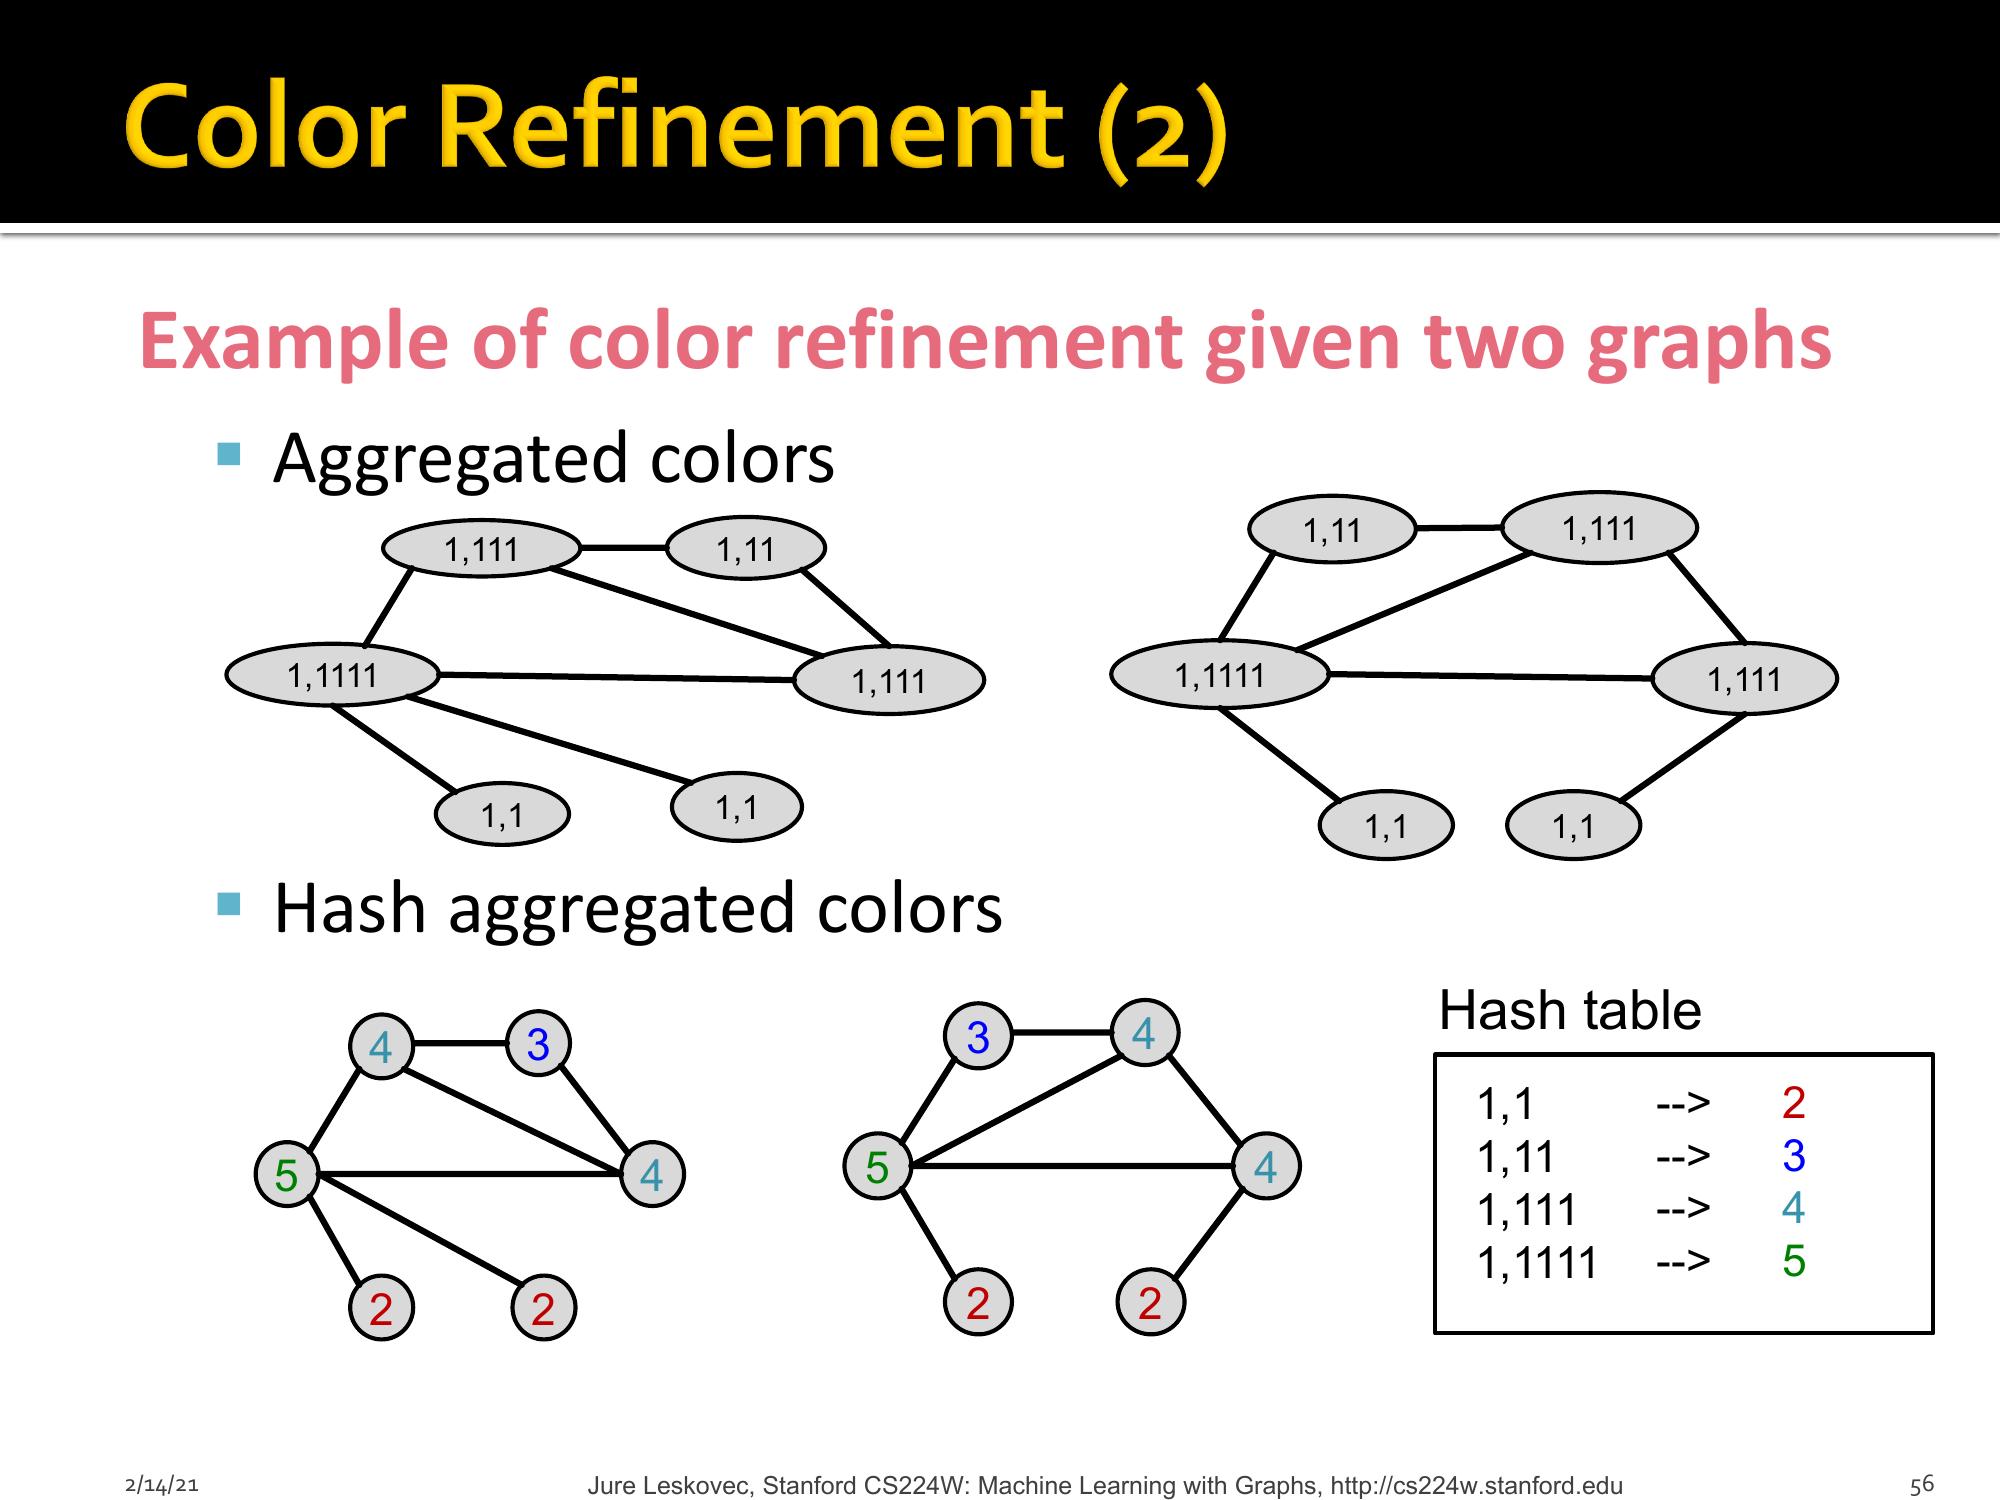 Color Refinement (2)
Example of color refinement given two graphs
Aggregated colors
1,111
1,11
1,1111
1,111
1,1
1,1
1,11
1,111
1,1111
1,111
1,1
1,1
Hash aggregated colors
4
3
5
4
2
2
3
4
5
4
2
2
Hash table
1,1 --> 2
1,11 --> 3
1,111 --> 4
1,1111 --> 5
2/14/21
Jure Leskovec, Stanford CS224W: Machine Learning with Graphs, http://cs224w.stanford.edu
56